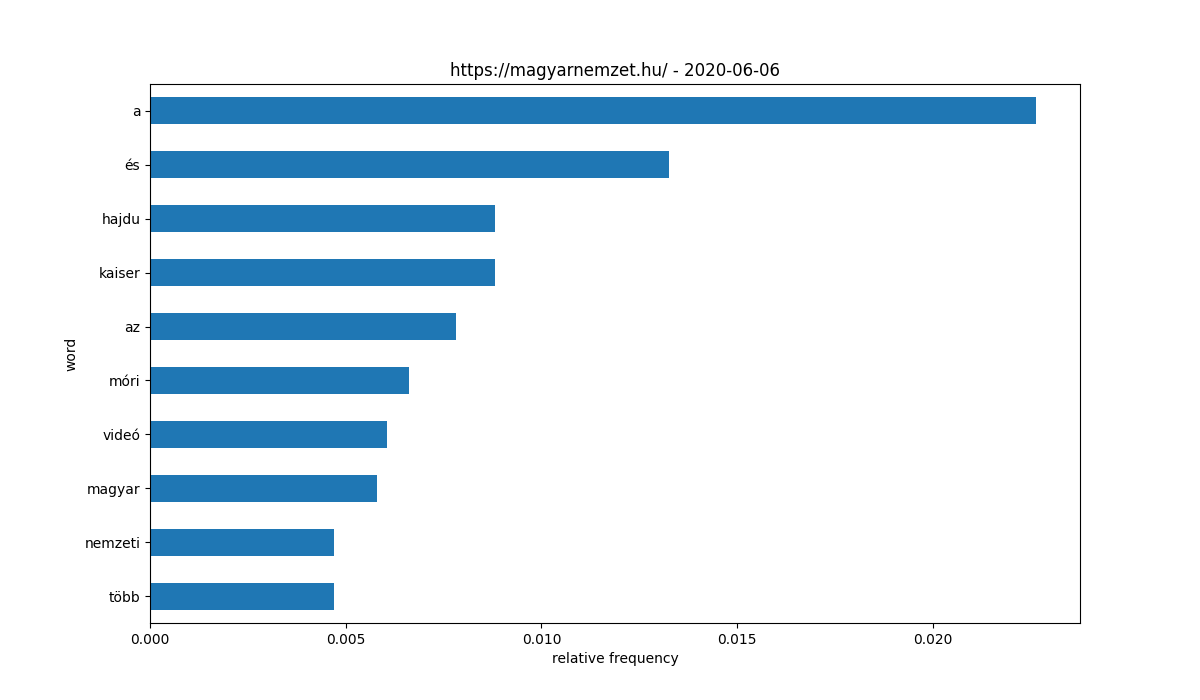 https://magyarnemzet.hu/ - 2020-06-06
a
és
hajdu
kaiser
az
móri
videó
magyar
nemzeti
több
word
0.000 0.005 0.010 0.015 0.020
relative frequency